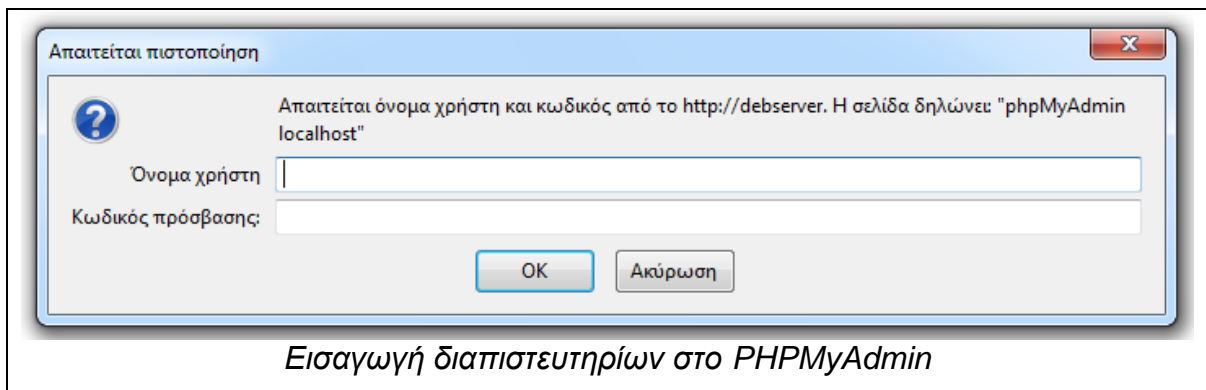 Απαιτείται πιστοποίηση
Απαιτείται όνομα χρήστη και κωδικός από το http://debserver. Η σελίδα δηλώνει: "phpMyAdmin
localhost"
Όνομα χρήστη
Κωδικός πρόσβασης:
OK Ακύρωση
Εισαγωγή διαπιστευτηρίων στο PHPMyAdmin